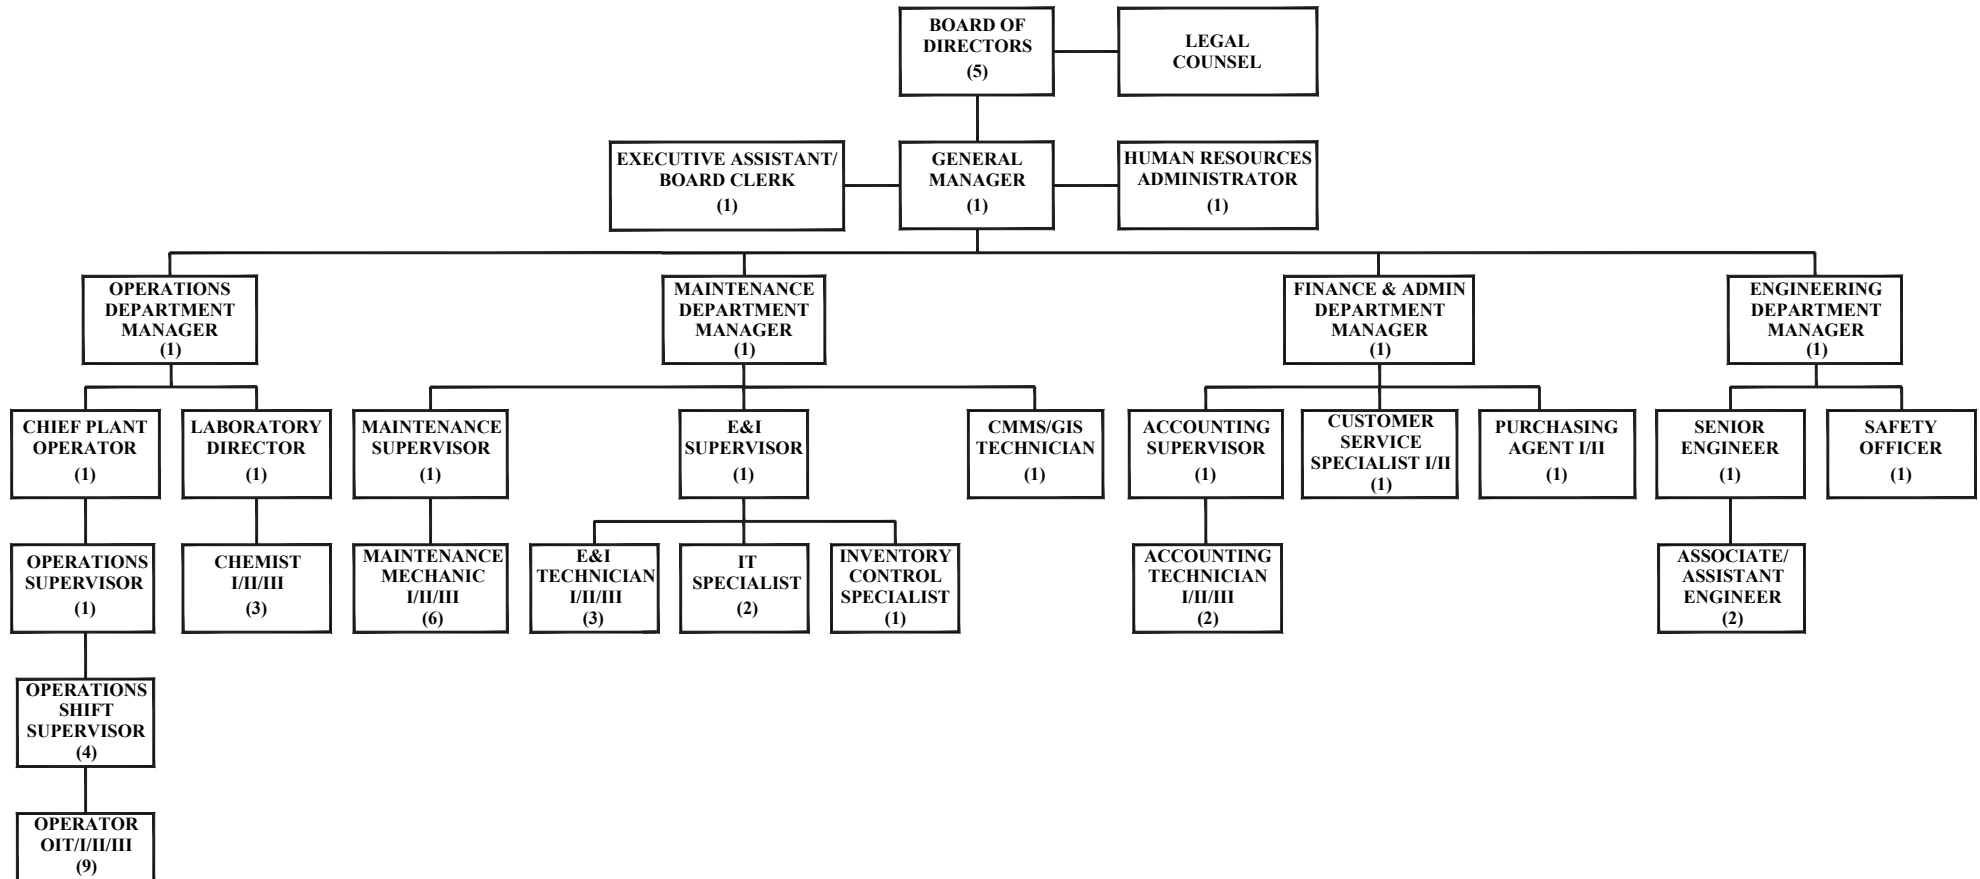 BOARD OF
DIRECTORS
(5)
LEGAL
COUNSEL
EXECUTIVE ASSISTANT/
BOARD CLERK
(1)
GENERAL
MANAGER
(1)
HUMAN RESOURCES
ADMINISTRATOR
(1)
OPERATIONS
DEPARTMENT
MANAGER
(1)
MAINTENANCE
DEPARTMENT
MANAGER
(1)
FINANCE & ADMIN
DEPARTMENT
MANAGER
(1)
ENGINEERING
DEPARTMENT
MANAGER
(1)
CHIEF PLANT
OPERATOR
(1)
LABORATORY
DIRECTOR
(1)
MAINTENANCE
SUPERVISOR
(1)
E&I
SUPERVISOR
(1)
CMMS/GIS
TECHNICIAN
(1)
ACCOUNTING
SUPERVISOR
(1)
CUSTOMER
SERVICE
SPECIALIST I/II
(1)
PURCHASING
AGENT I/II
(1)
SENIOR
ENGINEER
(1)
SAFETY
OFFICER
(1)
OPERATIONS
SUPERVISOR
(1)
CHEMIST
I/II/III
(3)
MAINTENANCE
MECHANIC
I/II/III
(6)
E&I
TECHNICIAN
I/II/III
(3)
IT
SPECIALIST
(2)
INVENTORY
CONTROL
SPECIALIST
(1)
ACCOUNTING
TECHNICIAN
I/II/III
(2)
ASSOCIATE/
ASSISTANT
ENGINEER
(2)
OPERATIONS
SHIFT
SUPERVISOR
(4)
OPERATOR
OIT/I/II/III
(9)